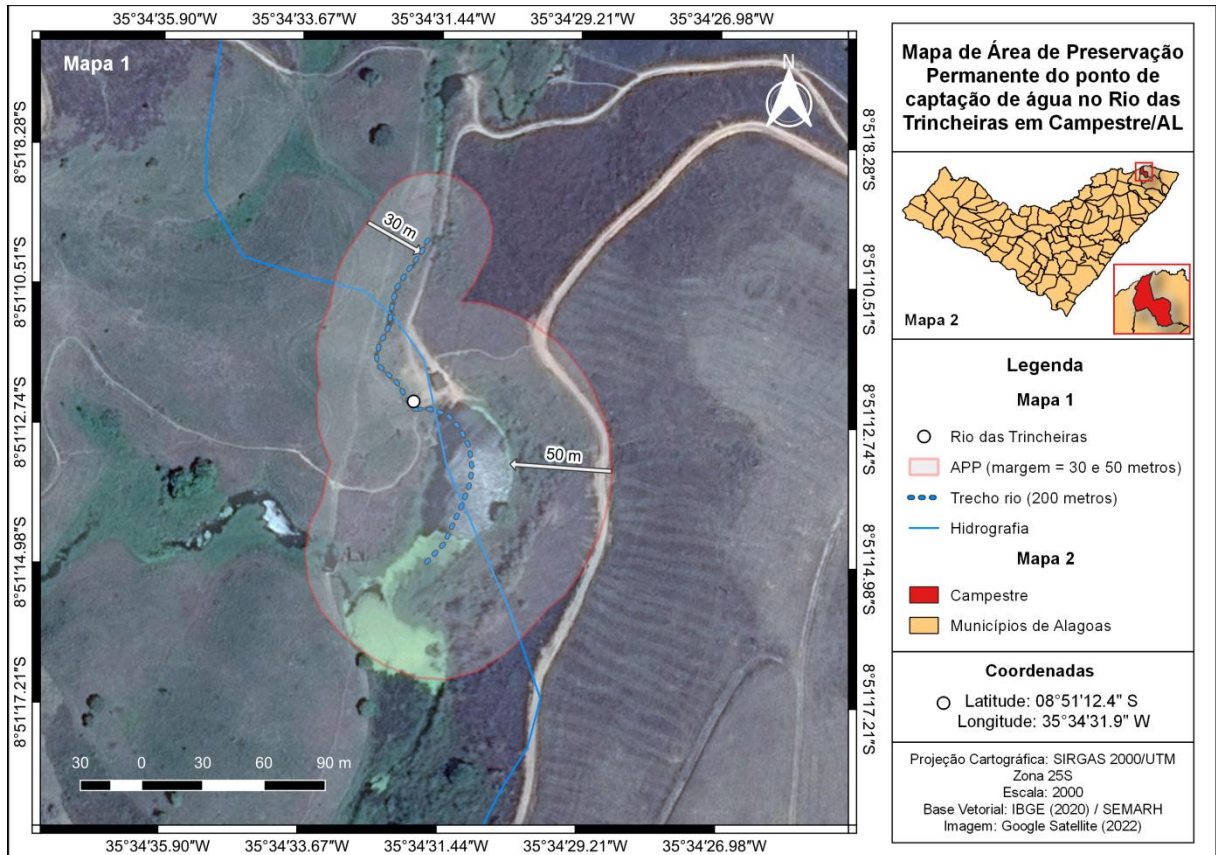 35°34'35.90"W 35°34'33.67"W 35°34'31.44"W 35°34'29.21"W 35°34'26.98"W
Mapa 1
N
8°51'8.28"S
8°51'10.51"S
8°51'12.74"S
8°51'14.98"S
8°51'17.21"S
30 m
50 m
8°51'8.28"S
8°51'10.51"S
8°51'12.74"S
8°51'14.98"S
8°51'17.21"S
30 0 30 60 90 m
35°34'35.90"W 35°34'33.67"W 35°34'31.44"W 35°34'29.21"W 35°34'26.98"W
Mapa de Área de Preservação
Permanente do ponto de
captação de água no Rio das
Trincheiras em Campestre/AL
Mapa 2
Legenda
Mapa 1
Rio das Trincheiras
APP (margem = 30 e 50 metros)
Trecho rio (200 metros)
Hidrografia
Mapa 2
Campestre
Municípios de Alagoas
Coordenadas
Latitude: 08°51'12.4" S
Longitude: 35°34'31.9" W
Projeção Cartográfica: SIRGAS 2000/UTM
Zona 25S
Escala: 2000
Base Vetorial: IBGE (2020) / SEMARH
Imagem: Google Satellite (2022)